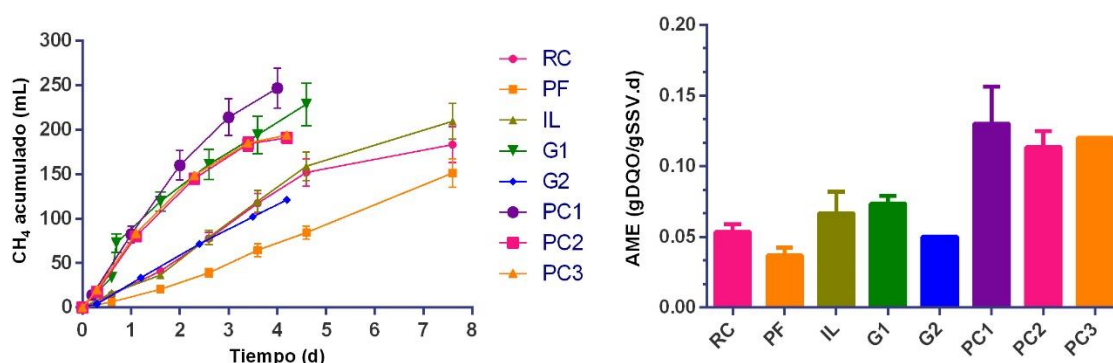 CH4 acumulado (mL)
300
250
200
150
100
50
0
0 1 2 3 4 5 6 7 8
Tiempo (d)
RC
PF
IL
G1
G2
PC1
PC2
PC3
AME (gDQO/gSSV.d)
0.20
0.15
0.10
0.05
0.00
RC PF IL G1 G2 PC1 PC2 PC3